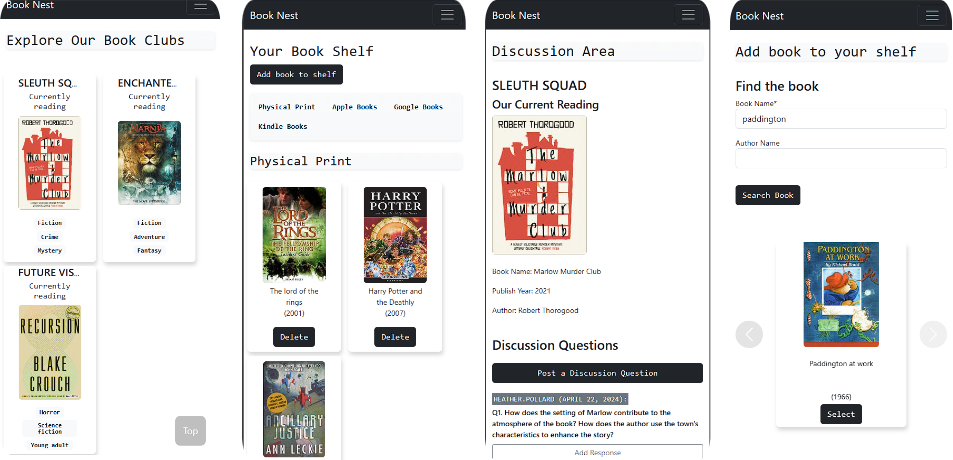 Book Nest
Explore Our Book Clubs
SLEUTH SQ...
Currently
reading
ROBERT THOROGOOD
The
Marlow
Murder
Club
Fiction
Crime
Mystery
ENCHANTE...
Currently
reading
NARNIA
Fiction
Adventure
Fantasy
FUTURE VIS...
Currently
reading
RECURSION
BLAKE
CROUCH
Horror
Science
fiction
Young adult
Top
Book Nest
Your Book Shelf
Add book to shelf
Physical Print
Apple Books
Google Books
Kindle Books
Physical Print
THE
LORD
OF THE
RINGS
The lord of the
rings
(2001)
Delete
HARRY
POTTER
Harry Potter and
the Deathly
(2007)
Delete
ANCILLARY
JUSTICE
ANN LECKIE
Book Nest
Discussion Area
SLEUTH SQUAD
Our Current Reading
ROBERT THOROGOOD
The
Marlow
Murder
Club
Book Name: Marlow Murder Club
Publish Year: 2021
Author: Robert Thorogood
Discussion Questions
Post a Discussion Question
HEATHER.POLLARD (APRIL 22, 2024):
Q1. How does the setting of Marlow contribute to the
atmosphere of the book? How does the author use the town's
characteristics to enhance the story?
Add Response
Book Nest
Add book to your shelf
Find the book
Book Name*
paddington
Author Name
Search Book
PADDINGTON
AT WORK
by Michael Bond
Paddington at work
(1966)
Select